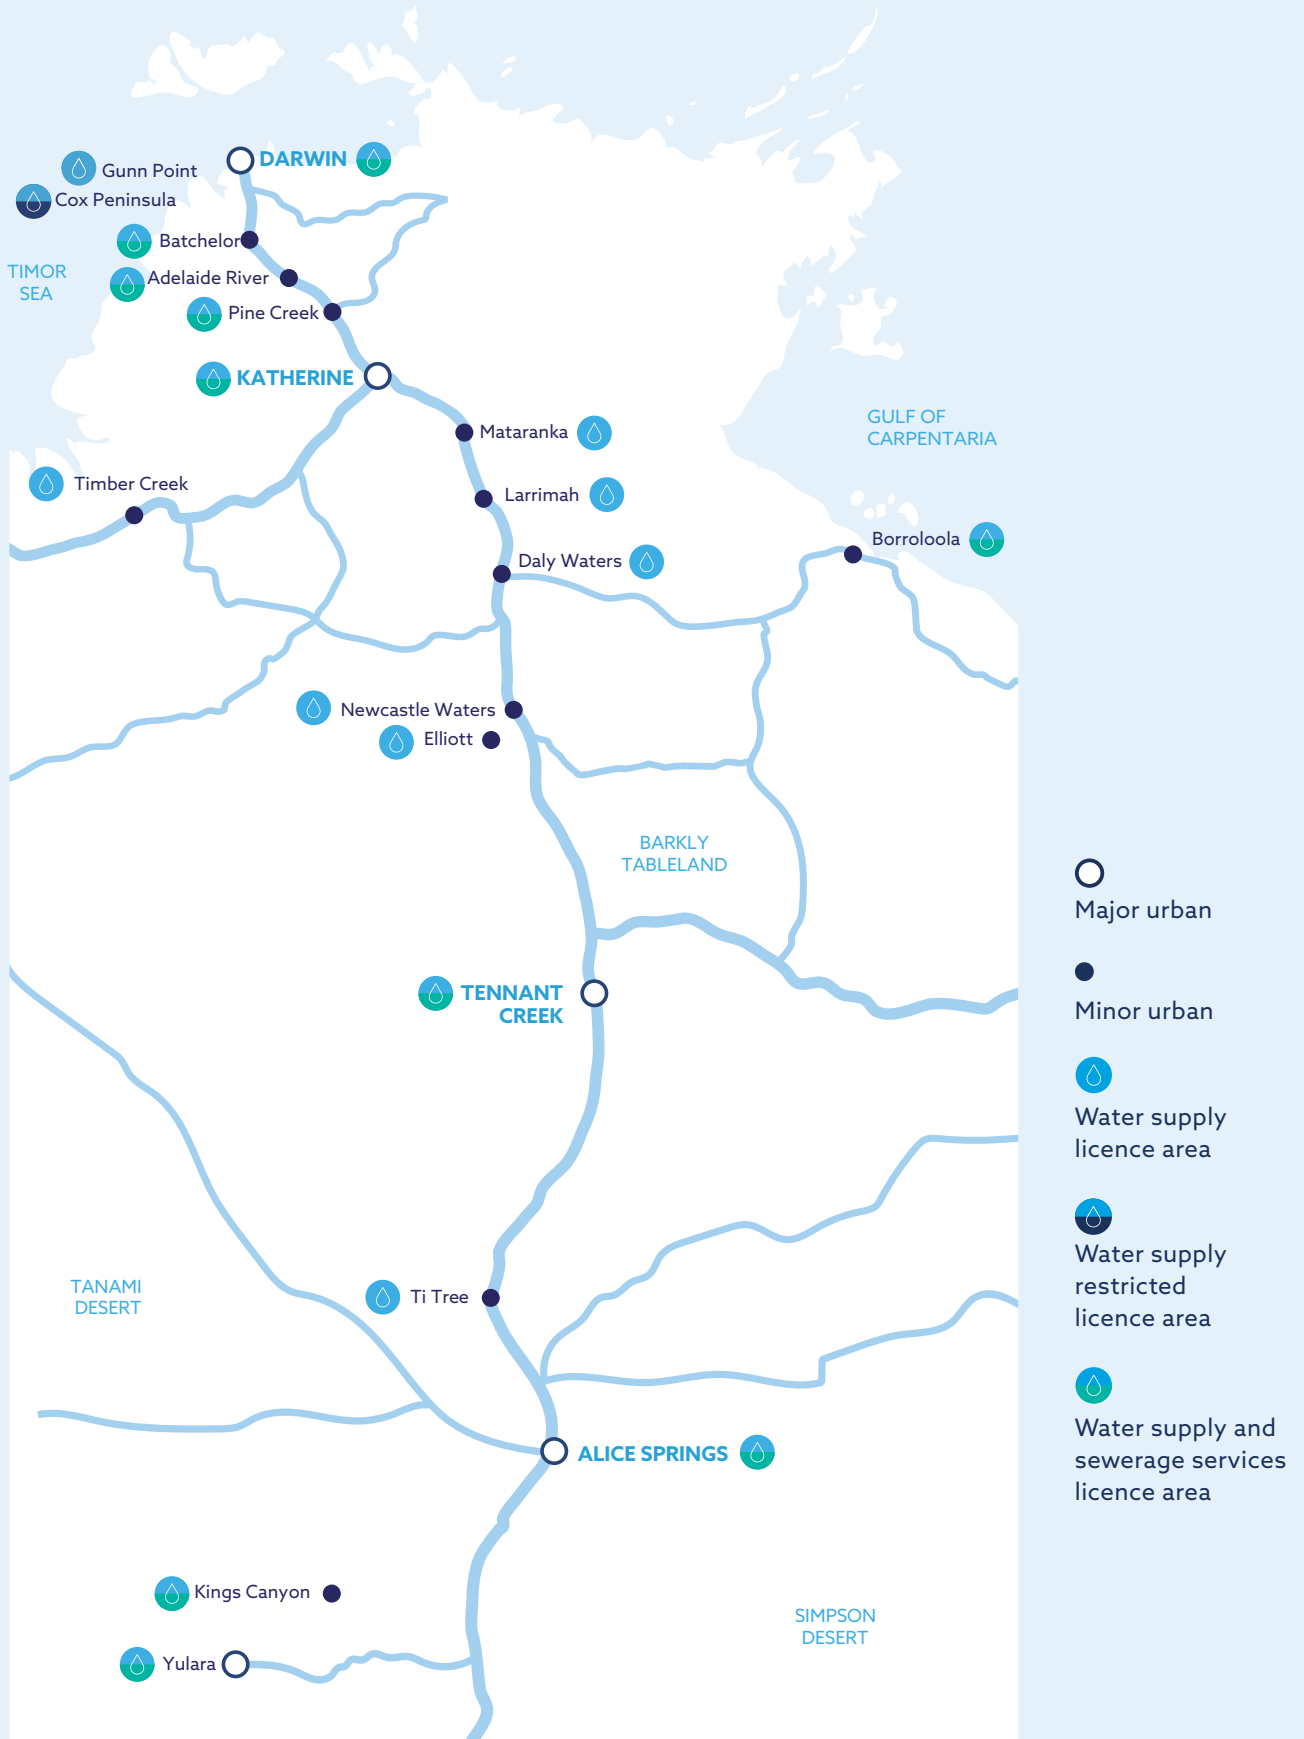 DARWIN
Gunn Point
Cox Peninsula
Batchelor
TIMOR
SEA
Adelaide River
Pine Creek
KATHERINE
GULF OF
CARPENTARIA
Mataranka
Timber Creek
Larrimah
Borroloola
Daly Waters
Newcastle Waters
Elliott
BARKLY
TABLELAND
Major urban
TENNANT
CREEK
Minor urban
Water supply
licence area
Water supply
restricted
licence area
TANAMI
DESERT
Ti Tree
Water supply and
sewerage services
licence area
ALICE SPRINGS
Kings Canyon
SIMPSON
DESERT
Yulara